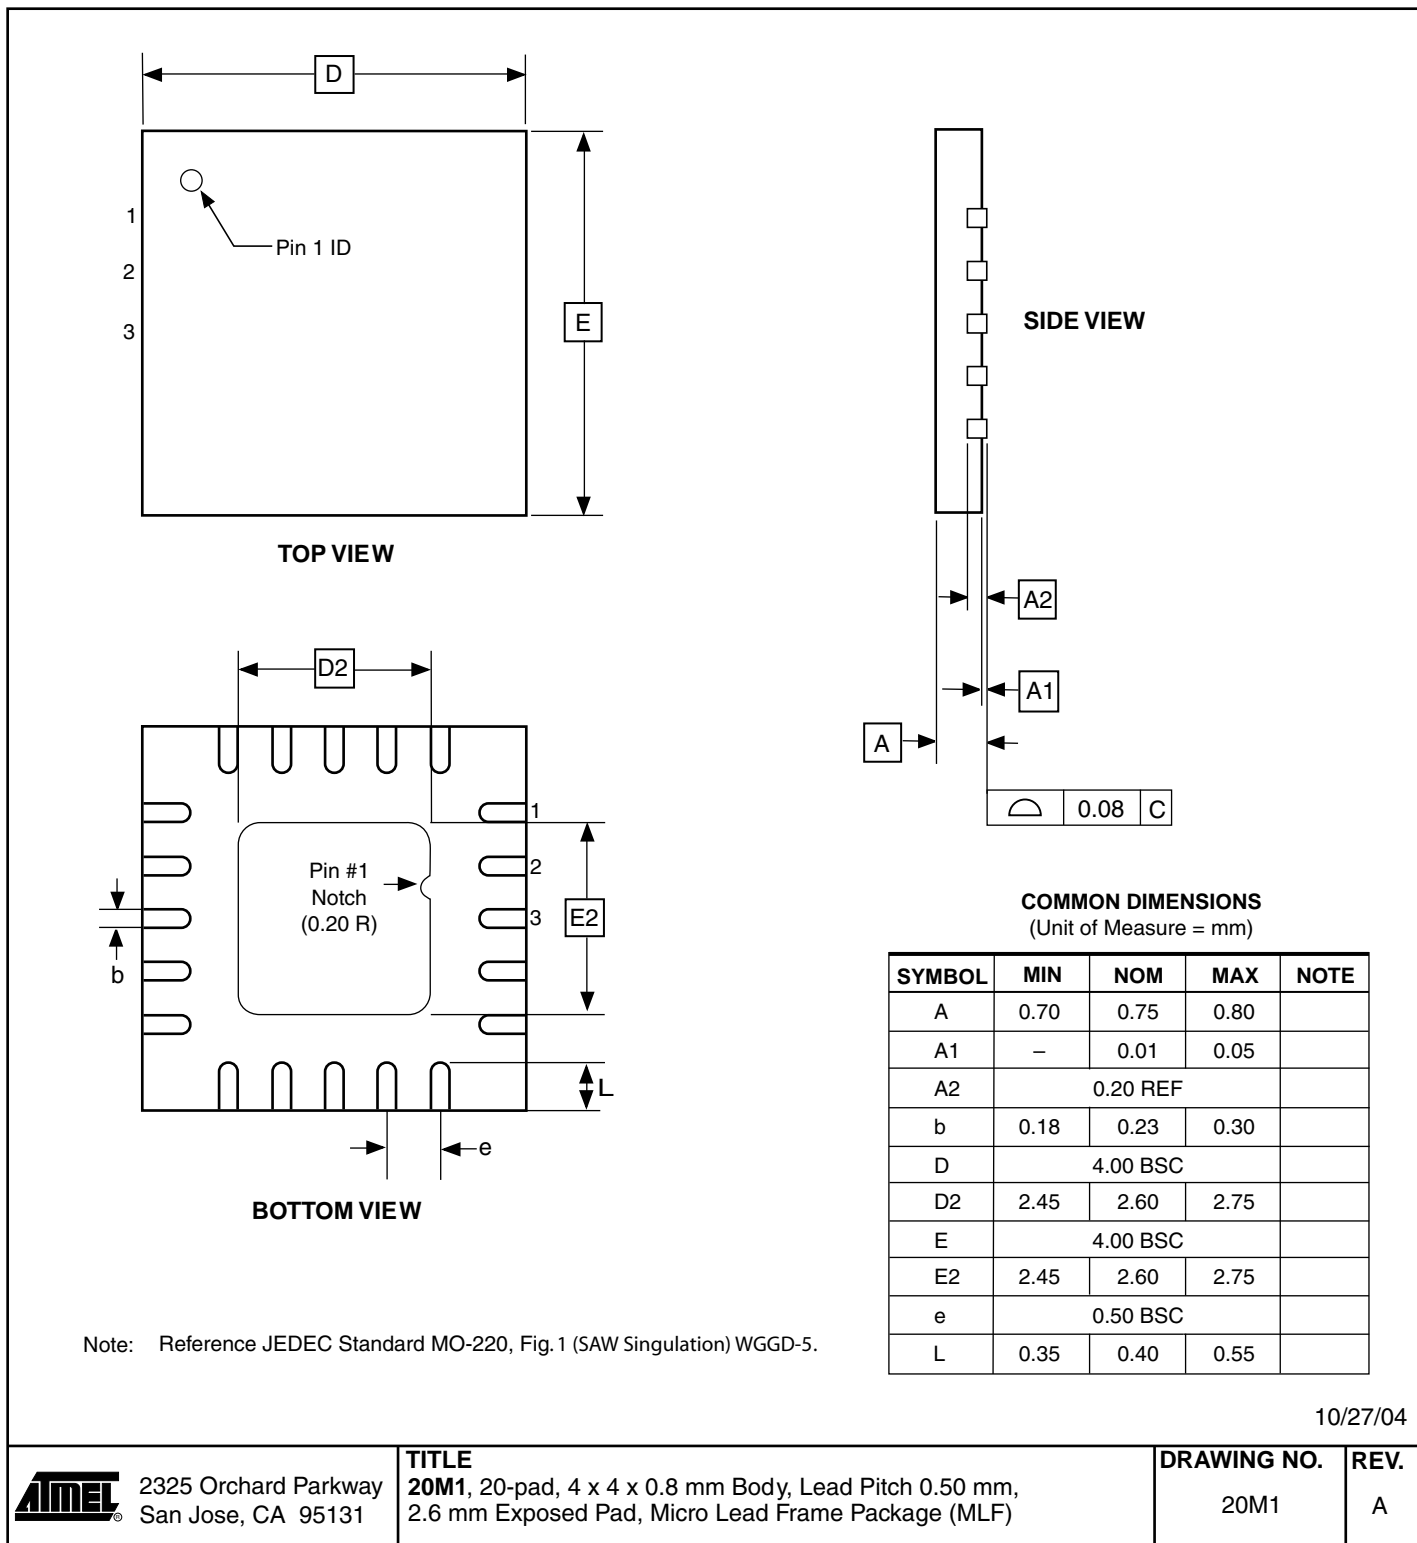 D
1
2
3
Pin 1 ID
E
TOP VIEW
SIDE VIEW
A2
A1
A
0.08 C
D2
1
2
3
Pin #1
Notch
(0.20 R)
E2
b
L
e
BOTTOM VIEW
COMMON DIMENSIONS
(Unit of Measure = mm)
SYMBOL MIN NOM MAX NOTE
A 0.70 0.75 0.80
A1 – 0.01 0.05
A2 0.20 REF
b 0.18 0.23 0.30
D 4.00 BSC
D2 2.45 2.60 2.75
E 4.00 BSC
E2 2.45 2.60 2.75
e 0.50 BSC
L 0.35 0.40 0.55
Note: Reference JEDEC Standard MO-220, Fig. 1 (SAW Singulation) WGGD-5.
10/27/04
ATMEL ®
2325 Orchard Parkway
San Jose, CA 95131
TITLE
20M1, 20-pad, 4 x 4 x 0.8 mm Body, Lead Pitch 0.50 mm,
2.6 mm Exposed Pad, Micro Lead Frame Package (MLF)
DRAWING NO.
20M1
REV.
A